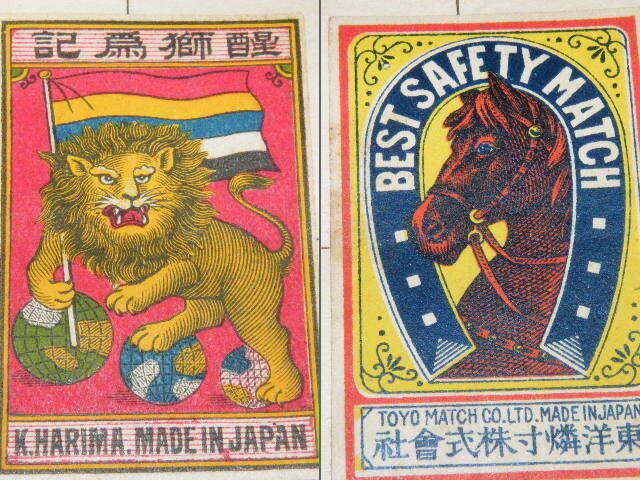 醒獅爲記
K.HARIMA. MADE IN JAPAN
BEST SAFETY MATCH
TOYO MATCH CO.LTD. MADE IN JAPAN
東洋燐寸株式會社